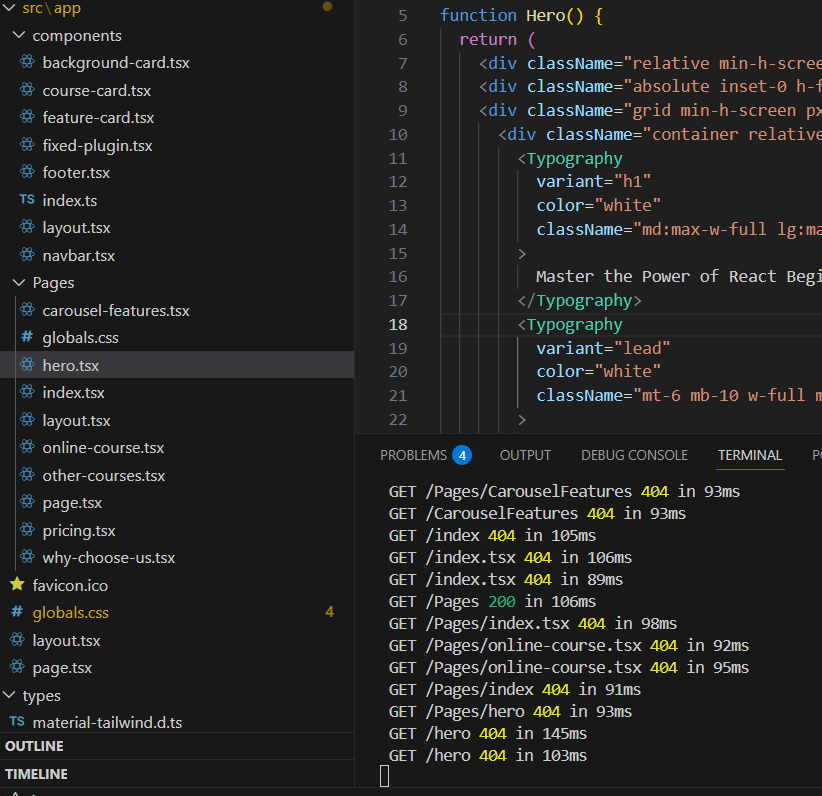 src\app
components
background-card.tsx
course-card.tsx
feature-card.tsx
fixed-plugin.tsx
footer.tsx
TS index.ts
layout.tsx
navbar.tsx
Pages
carousel-features.tsx
# globals.css
hero.tsx
index.tsx
layout.tsx
online-course.tsx
other-courses.tsx
page.tsx
pricing.tsx
why-choose-us.tsx
favicon.ico
# globals.css 4
layout.tsx
page.tsx
types
TS material-tailwind.d.ts
OUTLINE
TIMELINE
5 function Hero() {
6 return (
7 <div className="relative min-h-scree
8 <div className="absolute inset-0 h-f
9 <div className="grid min-h-screen px
10 <div className="container relative
11 <Typography
12 variant="h1"
13 color="white"
14 className="md:max-w-full lg:ma
15 >
16 Master the Power of React Begi
17 </Typography>
18 <Typography
19 variant="lead"
20 color="white"
21 className="mt-6 mb-10 w-full m
22 >
PROBLEMS 4 OUTPUT DEBUG CONSOLE TERMINAL PO
GET /Pages/CarouselFeatures 404 in 93ms
GET /CarouselFeatures 404 in 93ms
GET /index 404 in 105ms
GET /index.tsx 404 in 106ms
GET /index.tsx 404 in 89ms
GET /Pages 200 in 106ms
GET /Pages/index.tsx 404 in 98ms
GET /Pages/online-course.tsx 404 in 92ms
GET /Pages/online-course.tsx 404 in 95ms
GET /Pages/index 404 in 91ms
GET /Pages/hero 404 in 93ms
GET /hero 404 in 145ms
GET /hero 404 in 103ms